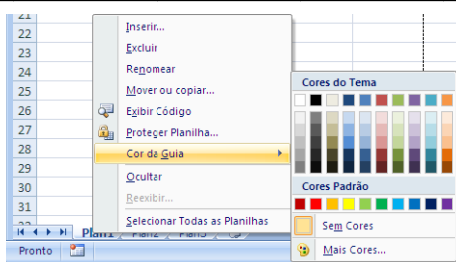 21
22
23
24
25
26
27
28
29
30
31
Inserir...
Excluir
Renomear
Mover ou copiar...
Exibir Código
Proteger Planilha...
Cor da Guia
Ocultar
Reexibir...
Selecionar Todas as Planilhas
Cores do Tema
Cores Padrão
Sem Cores
Mais Cores...
Plan1 Plan2 Plan3
Pronto